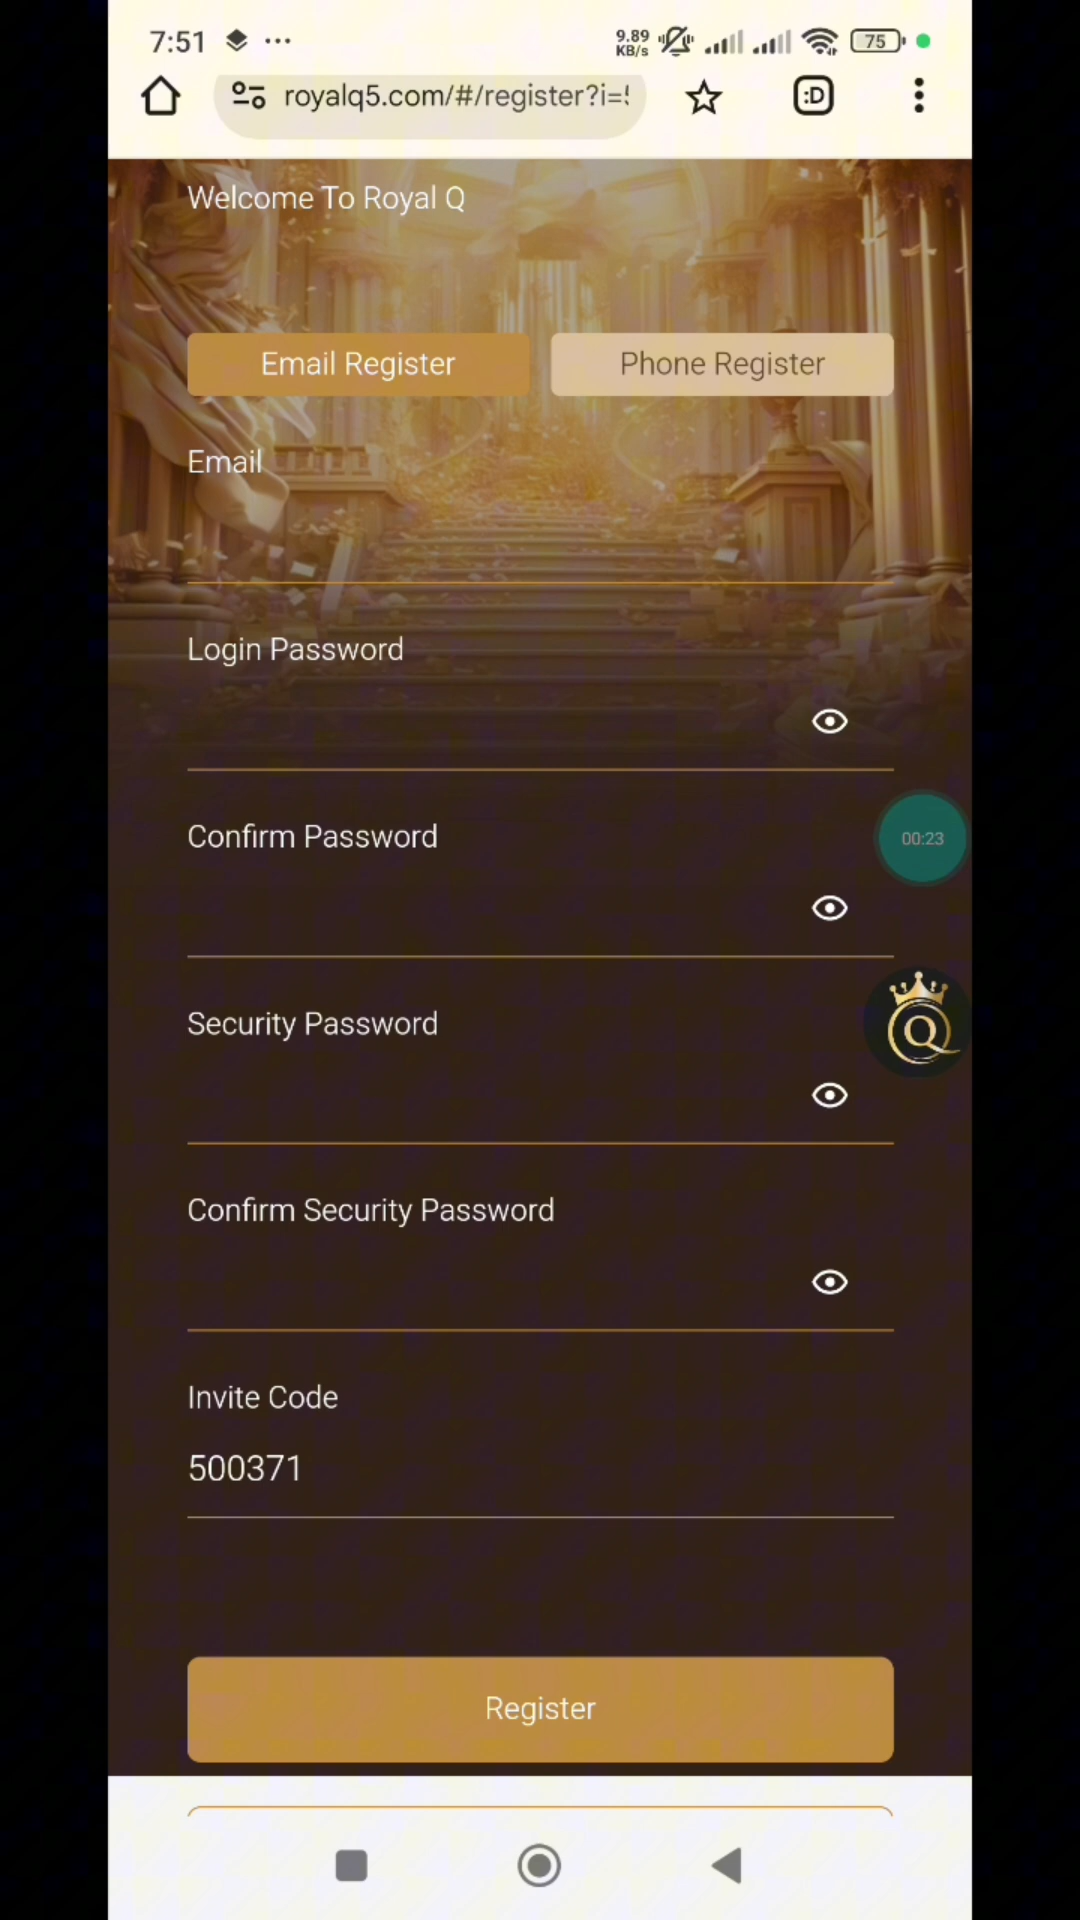 7:51
9.89
KB/s
75
royalq5.com/#/register?i=
:D
Welcome To Royal Q
Email Register
Phone Register
Email
Login Password
Confirm Password
00:23
Q
Security Password
Confirm Security Password
Invite Code
500371
Register